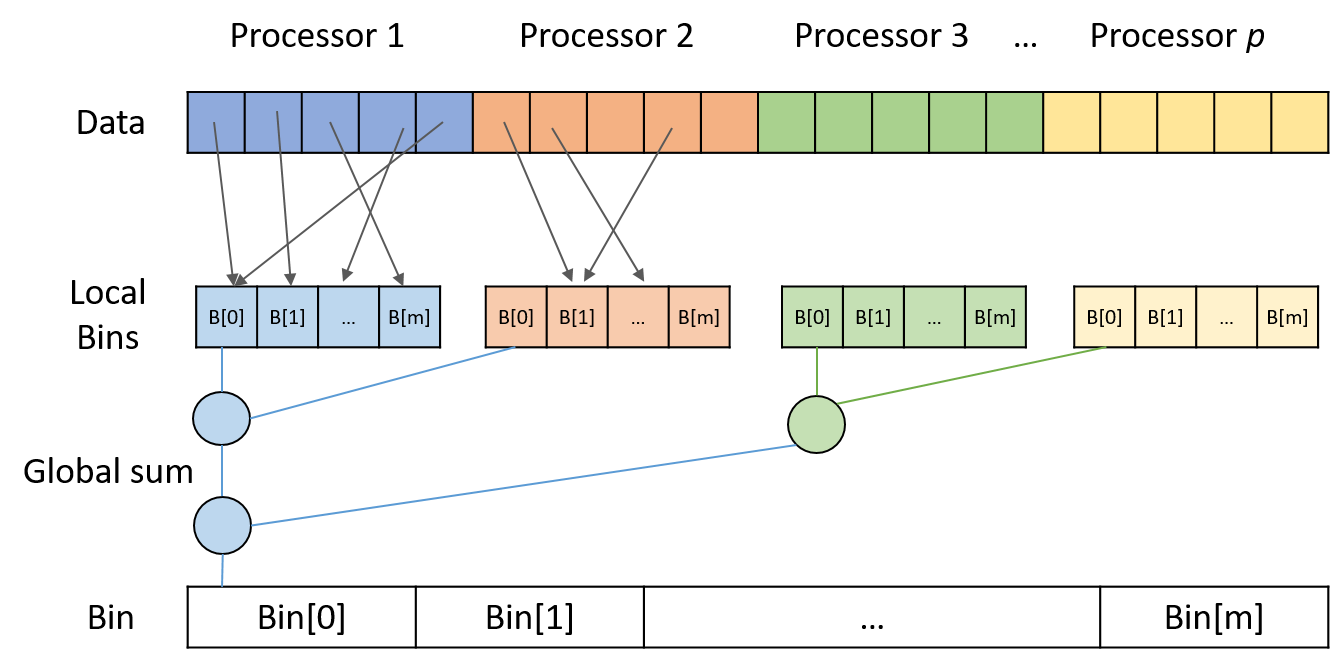 Processor 1 Processor 2 Processor 3 ... Processor p
Data
Local
Bins
B[0] B[1] ... B[m] B[0] B[1] ... B[m] B[0] B[1] ... B[m] B[0] B[1] ... B[m]
Global sum
Bin Bin[0] Bin[1] ... Bin[m]